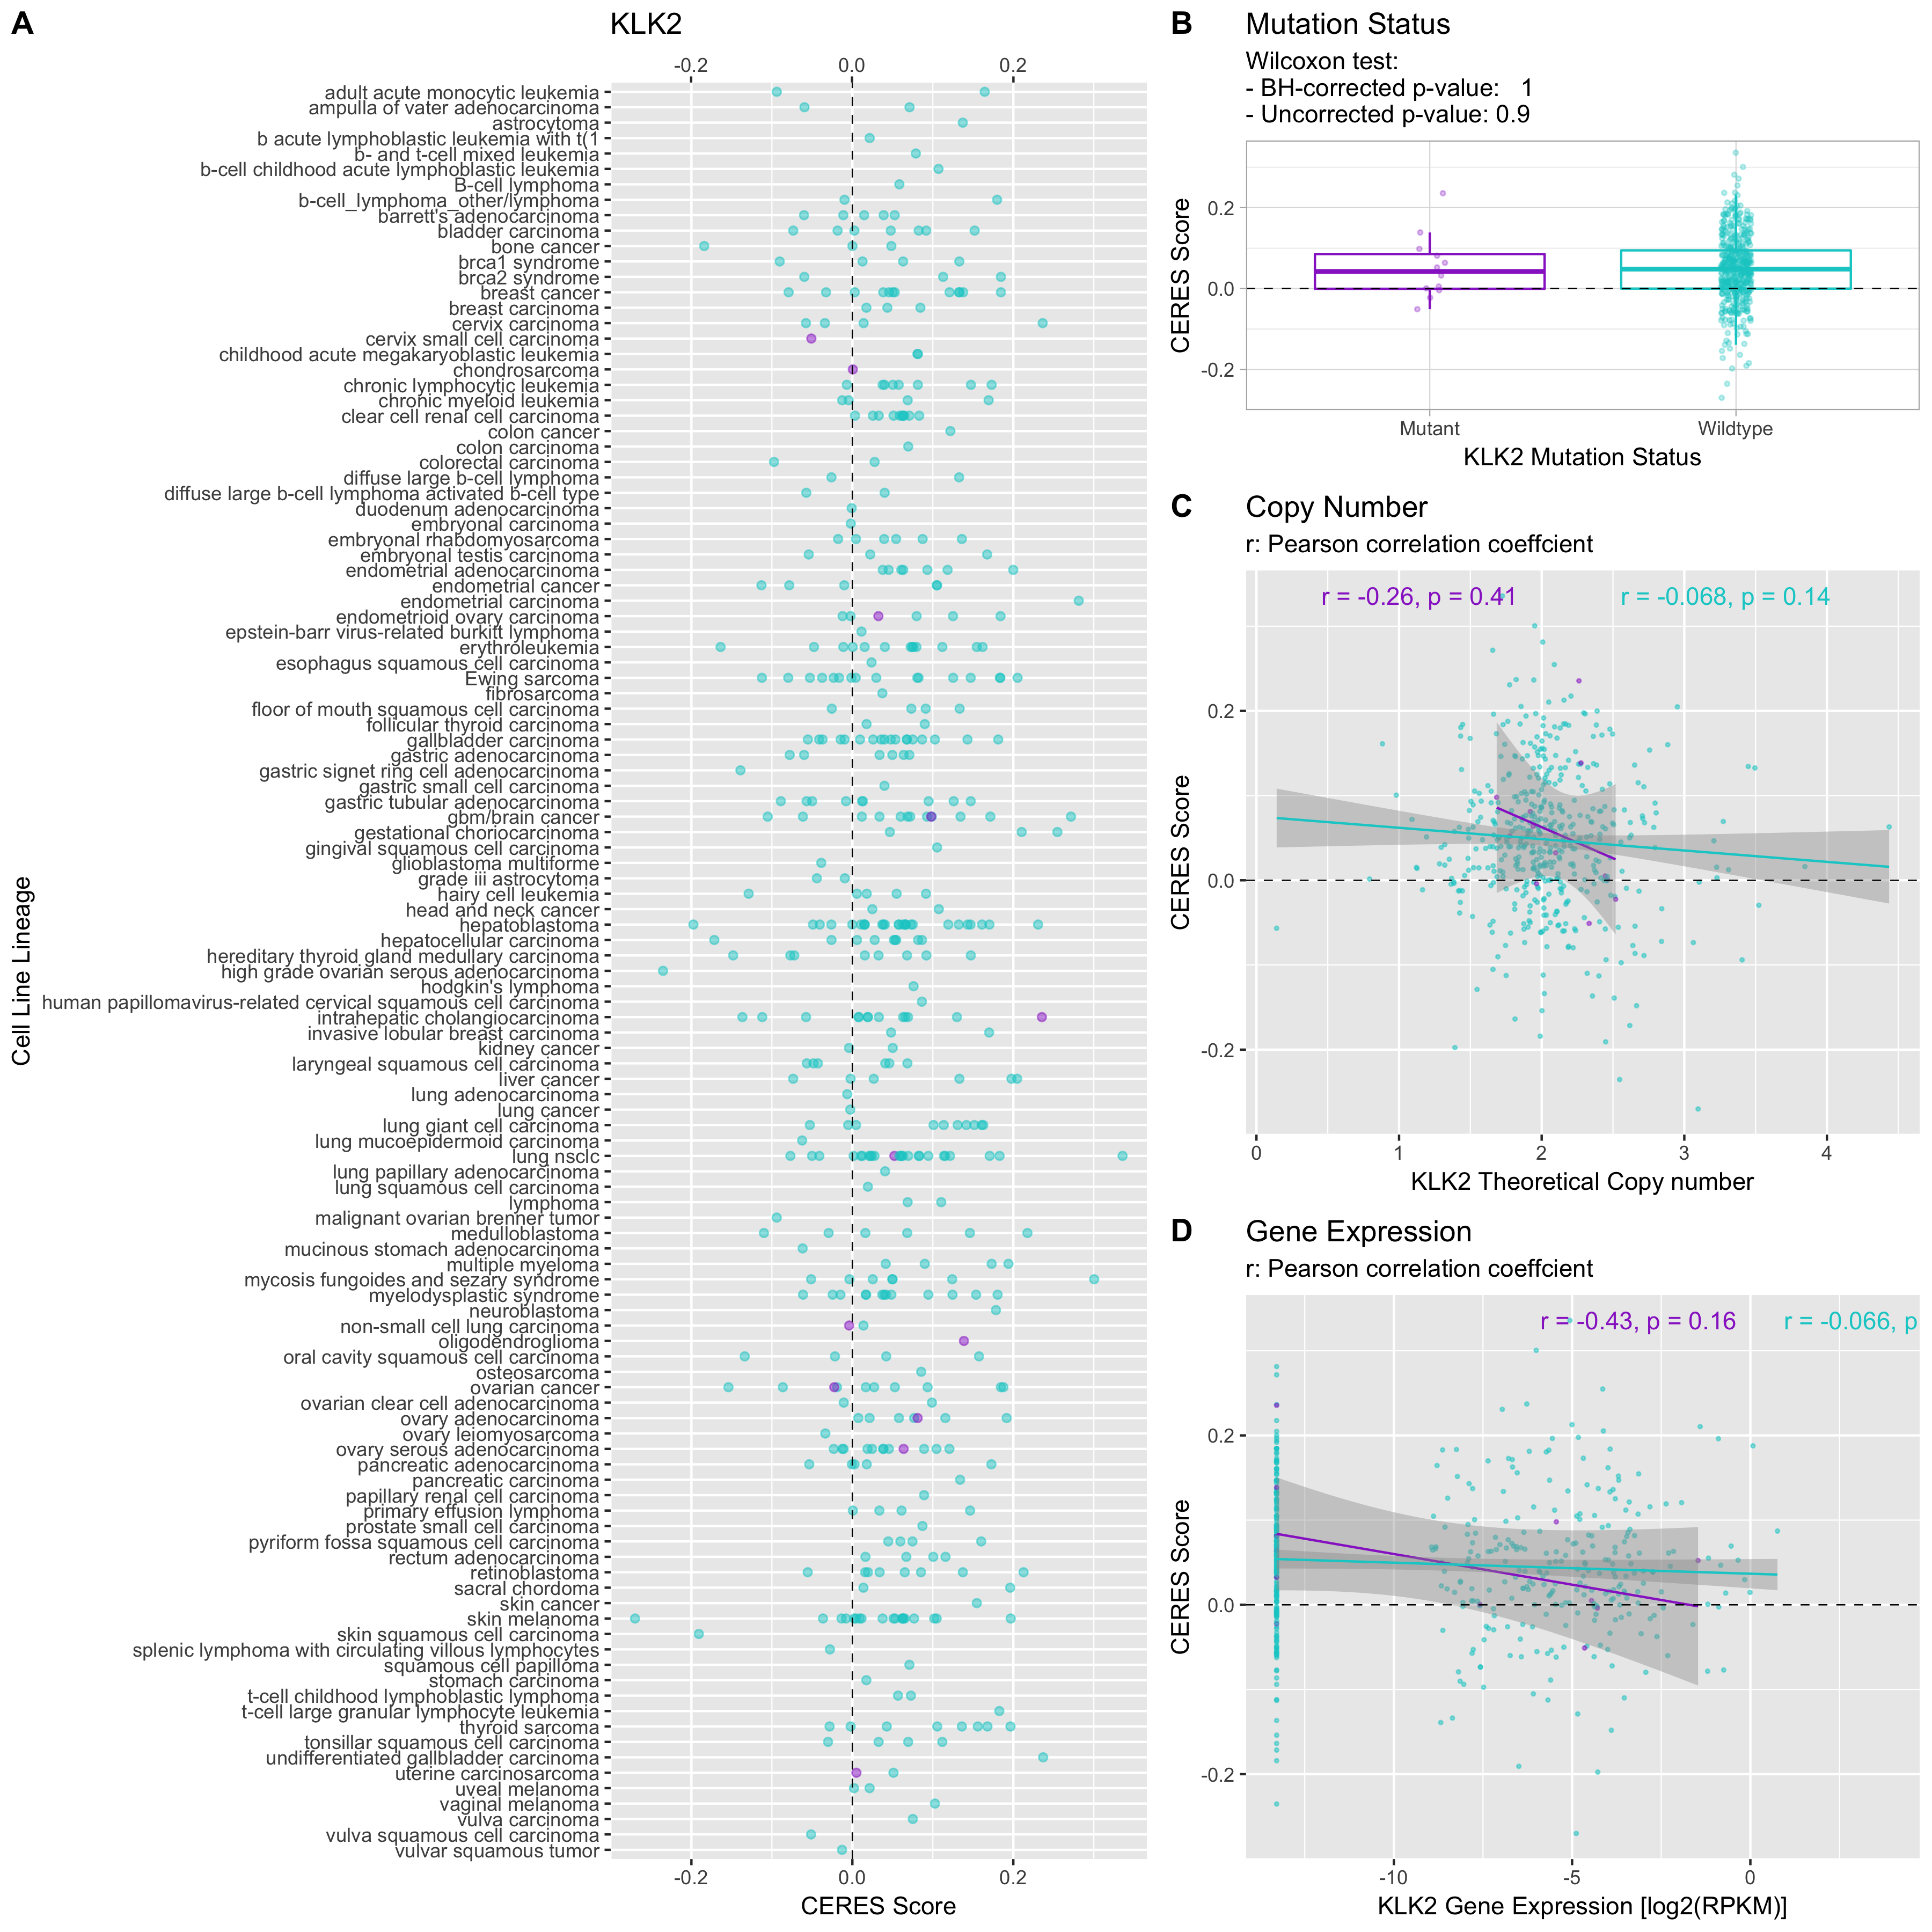 A
KLK2
-0.2 0.0 0.2
adult acute monocytic leukemia
ampulla of vater adenocarcinoma
astrocytoma
b acute lymphoblastic leukemia with t(1
b- and t-cell mixed leukemia
b-cell childhood acute lymphoblastic leukemia
B-cell lymphoma
b-cell_lymphoma_other/lymphoma
barrett's adenocarcinoma
bladder carcinoma
bone cancer
brca1 syndrome
brca2 syndrome
breast cancer
breast carcinoma
cervix carcinoma
cervix small cell carcinoma
childhood acute megakaryoblastic leukemia
chondrosarcoma
chronic lymphocytic leukemia
chronic myeloid leukemia
clear cell renal cell carcinoma
colon cancer
colon carcinoma
colorectal carcinoma
diffuse large b-cell lymphoma
diffuse large b-cell lymphoma activated b-cell type
duodenum adenocarcinoma
embryonal carcinoma
embryonal rhabdomyosarcoma
embryonal testis carcinoma
endometrial adenocarcinoma
endometrial cancer
endometrial carcinoma
endometrioid ovary carcinoma
epstein-barr virus-related burkitt lymphoma
erythroleukemia
esophagus squamous cell carcinoma
Ewing sarcoma
fibrosarcoma
floor of mouth squamous cell carcinoma
follicular thyroid carcinoma
gallbladder carcinoma
gastric adenocarcinoma
gastric signet ring cell adenocarcinoma
gastric small cell carcinoma
gastric tubular adenocarcinoma
gbm/brain cancer
gestational choriocarcinoma
gingival squamous cell carcinoma
glioblastoma multiforme
grade iii astrocytoma
hairy cell leukemia
head and neck cancer
hepatoblastoma
hepatocellular carcinoma
hereditary thyroid gland medullary carcinoma
high grade ovarian serous adenocarcinoma
hodgkin's lymphoma
human papillomavirus-related cervical squamous cell carcinoma
intrahepatic cholangiocarcinoma
invasive lobular breast carcinoma
kidney cancer
laryngeal squamous cell carcinoma
liver cancer
lung adenocarcinoma
lung cancer
lung giant cell carcinoma
lung mucoepidermoid carcinoma
lung nsclc
lung papillary adenocarcinoma
lung squamous cell carcinoma
lymphoma
malignant ovarian brenner tumor
medulloblastoma
mucinous stomach adenocarcinoma
multiple myeloma
mycosis fungoides and sezary syndrome
myelodysplastic syndrome
neuroblastoma
non-small cell lung carcinoma
oligodendroglioma
oral cavity squamous cell carcinoma
osteosarcoma
ovarian cancer
ovarian clear cell adenocarcinoma
ovary adenocarcinoma
ovary leiomyosarcoma
ovary serous adenocarcinoma
pancreatic adenocarcinoma
pancreatic carcinoma
papillary renal cell carcinoma
primary effusion lymphoma
prostate small cell carcinoma
pyriform fossa squamous cell carcinoma
rectum adenocarcinoma
retinoblastoma
sacral chordoma
skin cancer
skin melanoma
skin squamous cell carcinoma
splenic lymphoma with circulating villous lymphocytes
squamous cell papilloma
stomach carcinoma
t-cell childhood lymphoblastic lymphoma
t-cell large granular lymphocyte leukemia
thyroid sarcoma
tonsillar squamous cell carcinoma
undifferentiated gallbladder carcinoma
uterine carcinosarcoma
uveal melanoma
vaginal melanoma
vulva carcinoma
vulva squamous cell carcinoma
vulvar squamous tumor
-0.2 0.0 0.2
CERES Score
Cell Line Lineage
B
Mutation Status
Wilcoxon test:
- BH-corrected p-value: 1
- Uncorrected p-value: 0.9
0.2
0.0
-0.2
CERES Score
Mutant Wildtype
KLK2 Mutation Status
C
Copy Number
r: Pearson correlation coeffcient
r = -0.26, p = 0.41 r = -0.068, p = 0.14
0.2
0.0
-0.2
CERES Score
0 1 2 3 4
KLK2 Theoretical Copy number
D
Gene Expression
r: Pearson correlation coeffcient
r = -0.43, p = 0.16 r = -0.066, p
0.2
0.0
-0.2
CERES Score
-10 -5 0
KLK2 Gene Expression [log2(RPKM)]